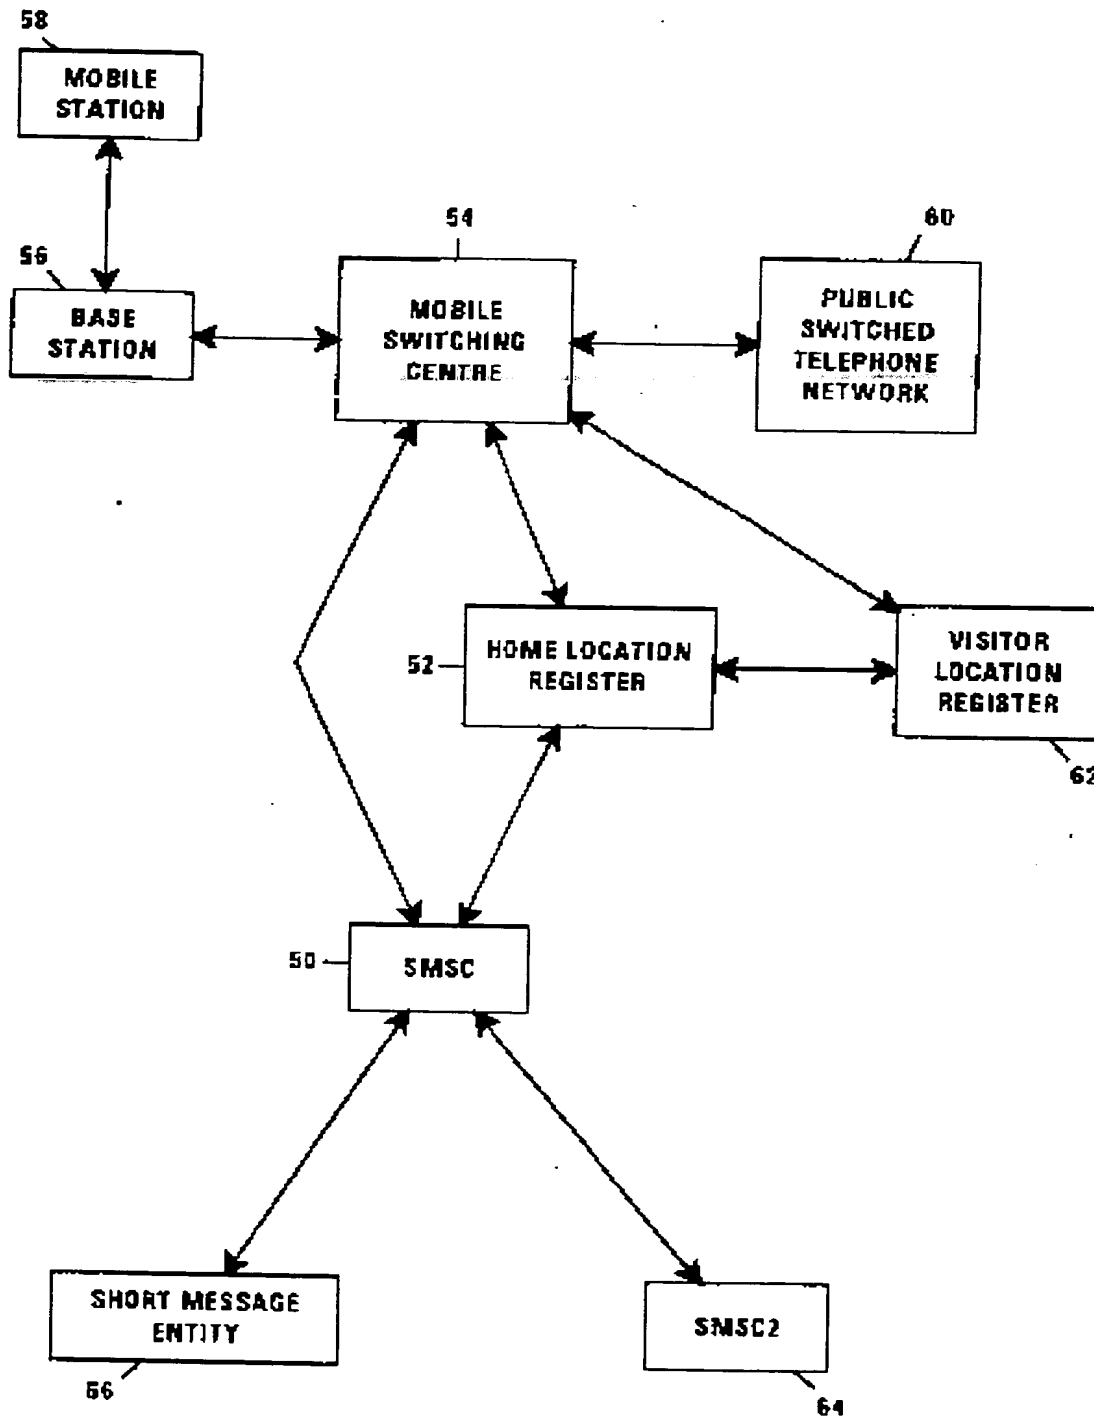 58
MOBILE
STATION
54
60
56
BASE
STATION
MOBILE
SWITCHING
CENTRE
PUBLIC
SWITCHED
TELEPHONE
NETWORK
52
HOME LOCATION
REGISTER
VISITOR
LOCATION
REGISTER
62
50
SMSC
SHORT MESSAGE
ENTITY
SMSC2
66
64